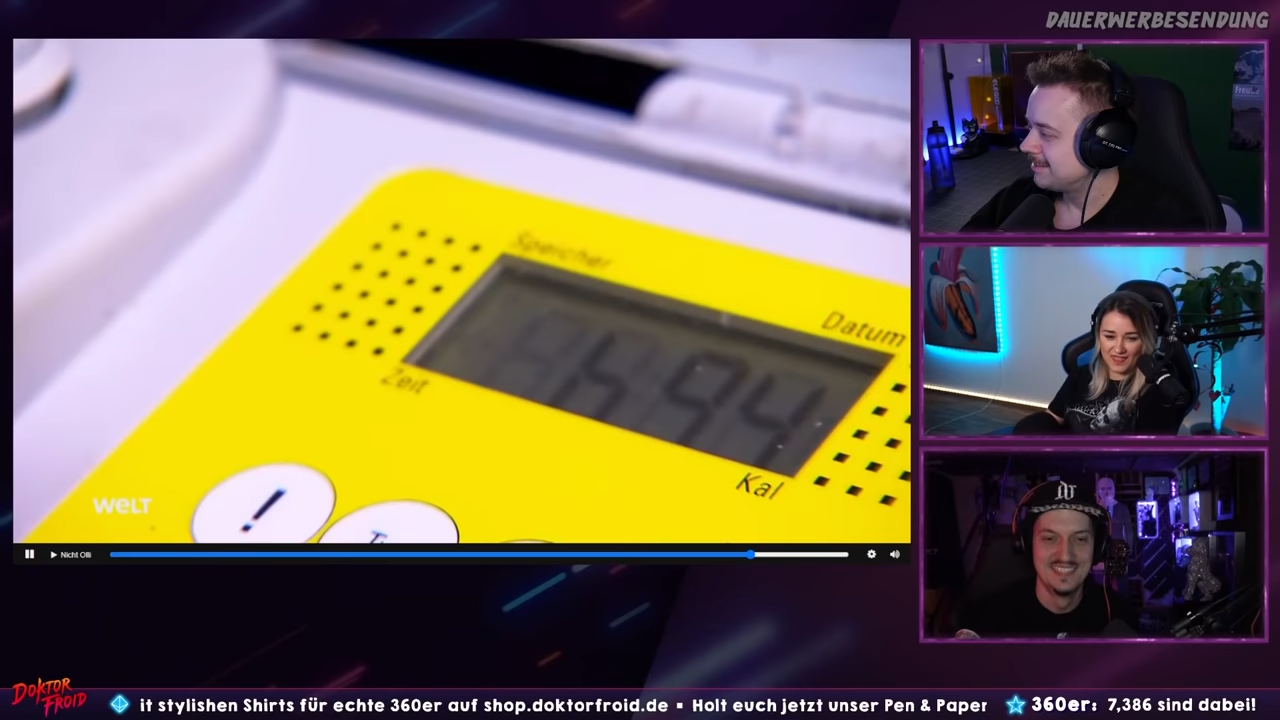 DAUERWERBESENDUNG
Speicher
Datum
Zeit
Kal
!
WELT
Nicht Olli
DOKTOR
FROID
it stylishen Shirts für echte 360er auf shop.doktorfroid.de ▪ Holt euch jetzt unser Pen & Paper
360er: 7,386 sind dabei!